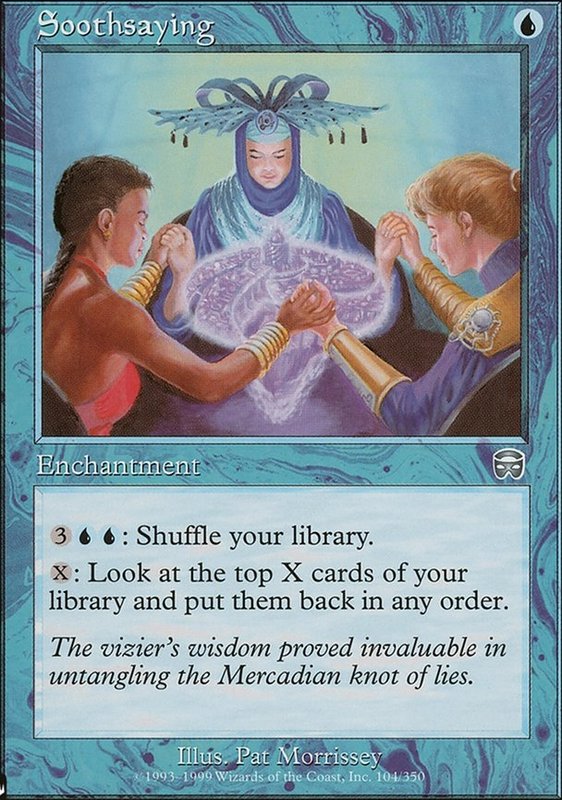 Soothsaying
Enchantment
3: Shuffle your library.
X: Look at the top X cards of your
library and put them back in any order.
The vizier's wisdom proved invaluable in
untangling the Mercadian knot of lies.
Illus. Pat Morrissey
©1993–1999 Wizards of the Coast, Inc. 104/350